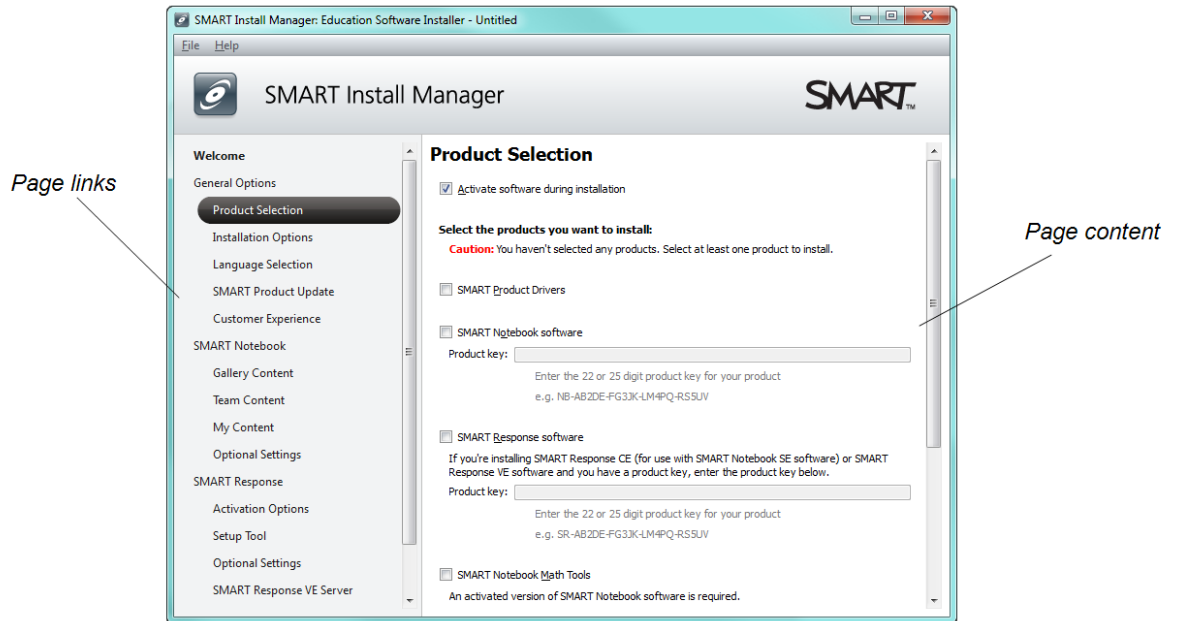 SMART Install Manager: Education Software Installer - Untitled
File Help
SMART Install Manager
SMART™
Page links
Welcome
General Options
Product Selection
Installation Options
Language Selection
SMART Product Update
Customer Experience
SMART Notebook
Gallery Content
Team Content
My Content
Optional Settings
SMART Response
Activation Options
Setup Tool
Optional Settings
SMART Response VE Server
Product Selection
Activate software during installation
Select the products you want to install:
Caution: You haven't selected any products. Select at least one product to install.
SMART Product Drivers
SMART Notebook software
Product key:
Enter the 22 or 25 digit product key for your product
e.g. NB-AB2DE-FG3JK-LM4PQ-RS5UV
SMART Response software
If you're installing SMART Response CE (for use with SMART Notebook SE software) or SMART
Response VE software and you have a product key, enter the product key below.
Product key:
Enter the 22 or 25 digit product key for your product
e.g. SR-AB2DE-FG3JK-LM4PQ-RS5UV
SMART Notebook Math Tools
An activated version of SMART Notebook software is required.
Page content